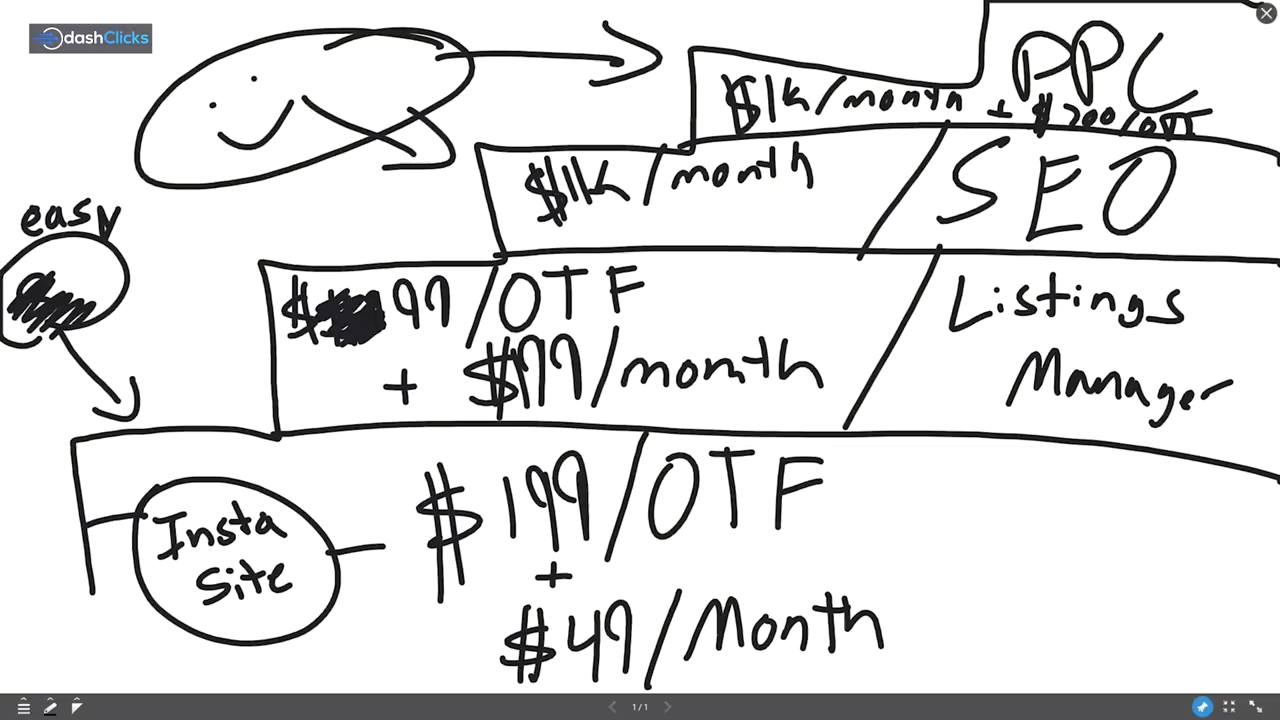 dashClicks
PPC
$1k/month + $200/OTF
$1k/month SEO
easy
$99/OTF Listings
+ $99/month Manager
Insta
Site
$199/OTF
+
$49/Month
1/1